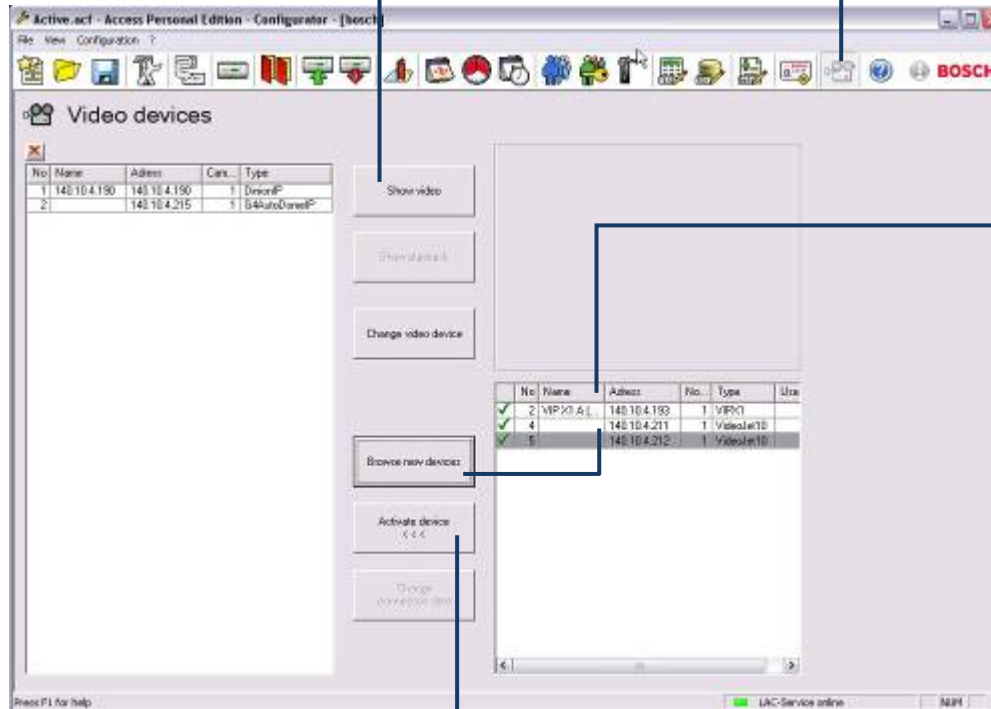 Active.acf - Access Personal Edition - Configurator - [bosch]
File View Configuration ?
BOSCH
Video devices
No Name Adress Cam... Type
1 140.10.4.190 140.10.4.190 1 DinionIP
2 140.10.4.215 1 G4AutoDomeIP
Show video
Change video device
No Name Adress No... Type Use
2 VIP X1 A (... 140.10.4.193 1 VIPX1
4 140.10.4.211 1 VideoJet10
5 140.10.4.212 1 VideoJet10
Browse new devices
Activate device
< < <
Change
connection data
Press F1 for help
LAC-Service online
NUM